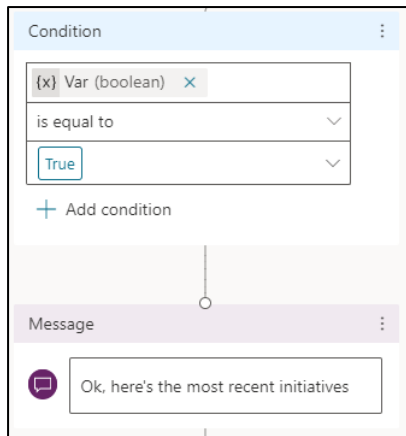 Condition
{x} Var (boolean) ×
is equal to
True
+ Add condition
Message
Ok, here's the most recent initiatives